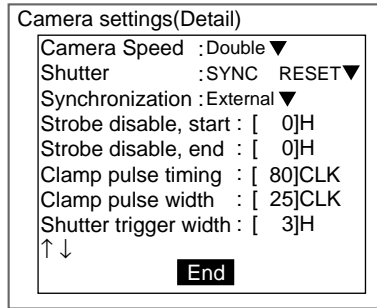 Camera settings(Detail)
Camera Speed :Double▼
Shutter :SYNC RESET▼
Synchronization :External▼
Strobe disable, start : [ 0]H
Strobe disable, end : [ 0]H
Clamp pulse timing : [ 80]CLK
Clamp pulse width : [ 25]CLK
Shutter trigger width : [ 3]H
↑↓
End